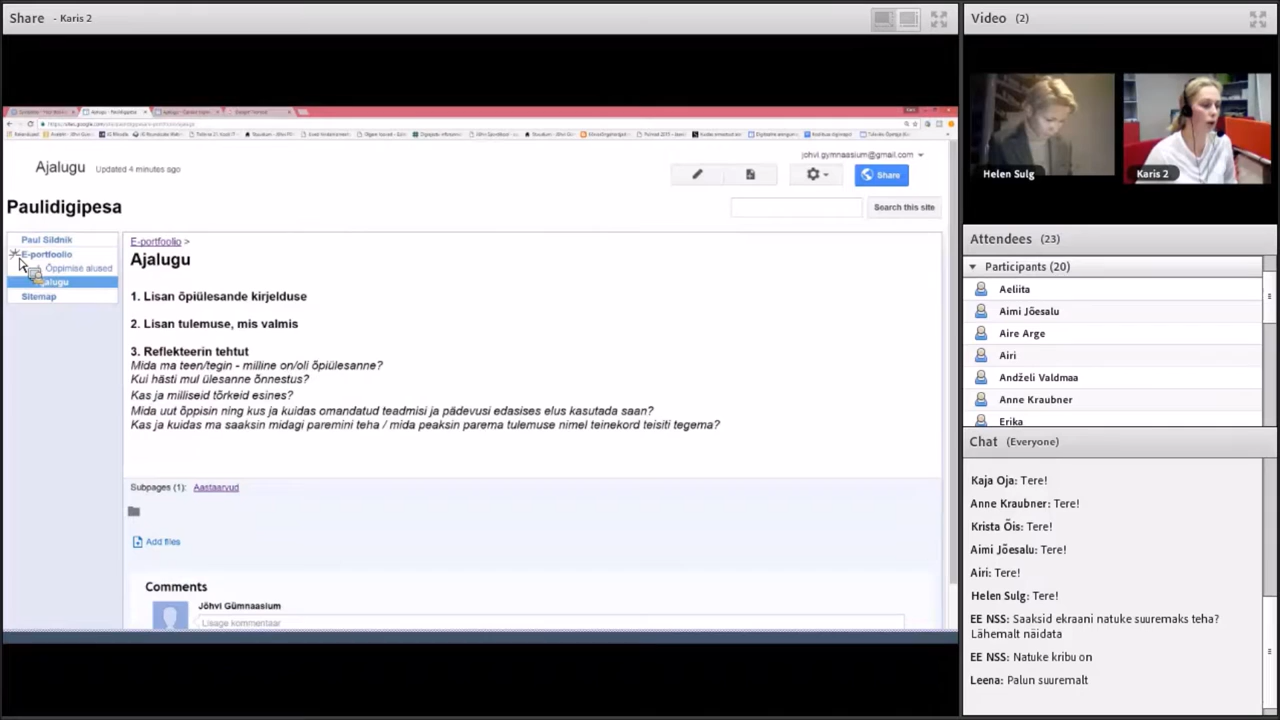 Share - Karis 2
Ajalugu Updated 4 minutes ago
johvi.gymnaasium@gmail.com
Share
Paulidigipesa
Search this site
Paul Sildnik
E-portfoolio
Õppimise alused
Sitemap
E-portfoolio >
Ajalugu
1. Lisan õpiülesande kirjelduse
2. Lisan tulemuse, mis valmis
3. Reflekteerin tehtut
Mida ma teen/tegin - milline on/oli õpiülesanne?
Kui hästi mul ülesanne õnnestus?
Kas ja milliseid tõrkeid esines?
Mida uut õppisin ning kus ja kuidas omandatud teadmisi ja pädevusi edasises elus kasutada saan?
Kas ja kuidas ma saaksin midagi paremini teha / mida peaksin parema tulemuse nimel teinekord teisiti tegema?
Subpages (1): Aastaarvud
Add files
Comments
Jõhvi Gümnaasium
Lisage kommentaar
Video (2)
Helen Sulg
Karis 2
Attendees (23)
Participants (20)
Aeliita
Aimi Jõesalu
Aire Arge
Airi
Andželi Valdmaa
Anne Kraubner
Erika
Chat (Everyone)
Kaja Oja: Tere!
Anne Kraubner: Tere!
Krista Õis: Tere!
Aimi Jõesalu: Tere!
Airi: Tere!
Helen Sulg: Tere!
EE NSS: Saaksid ekraani natuke suuremaks teha?
Lähemalt näidata
EE NSS: Natuke kribu on
Leena: Palun suuremalt